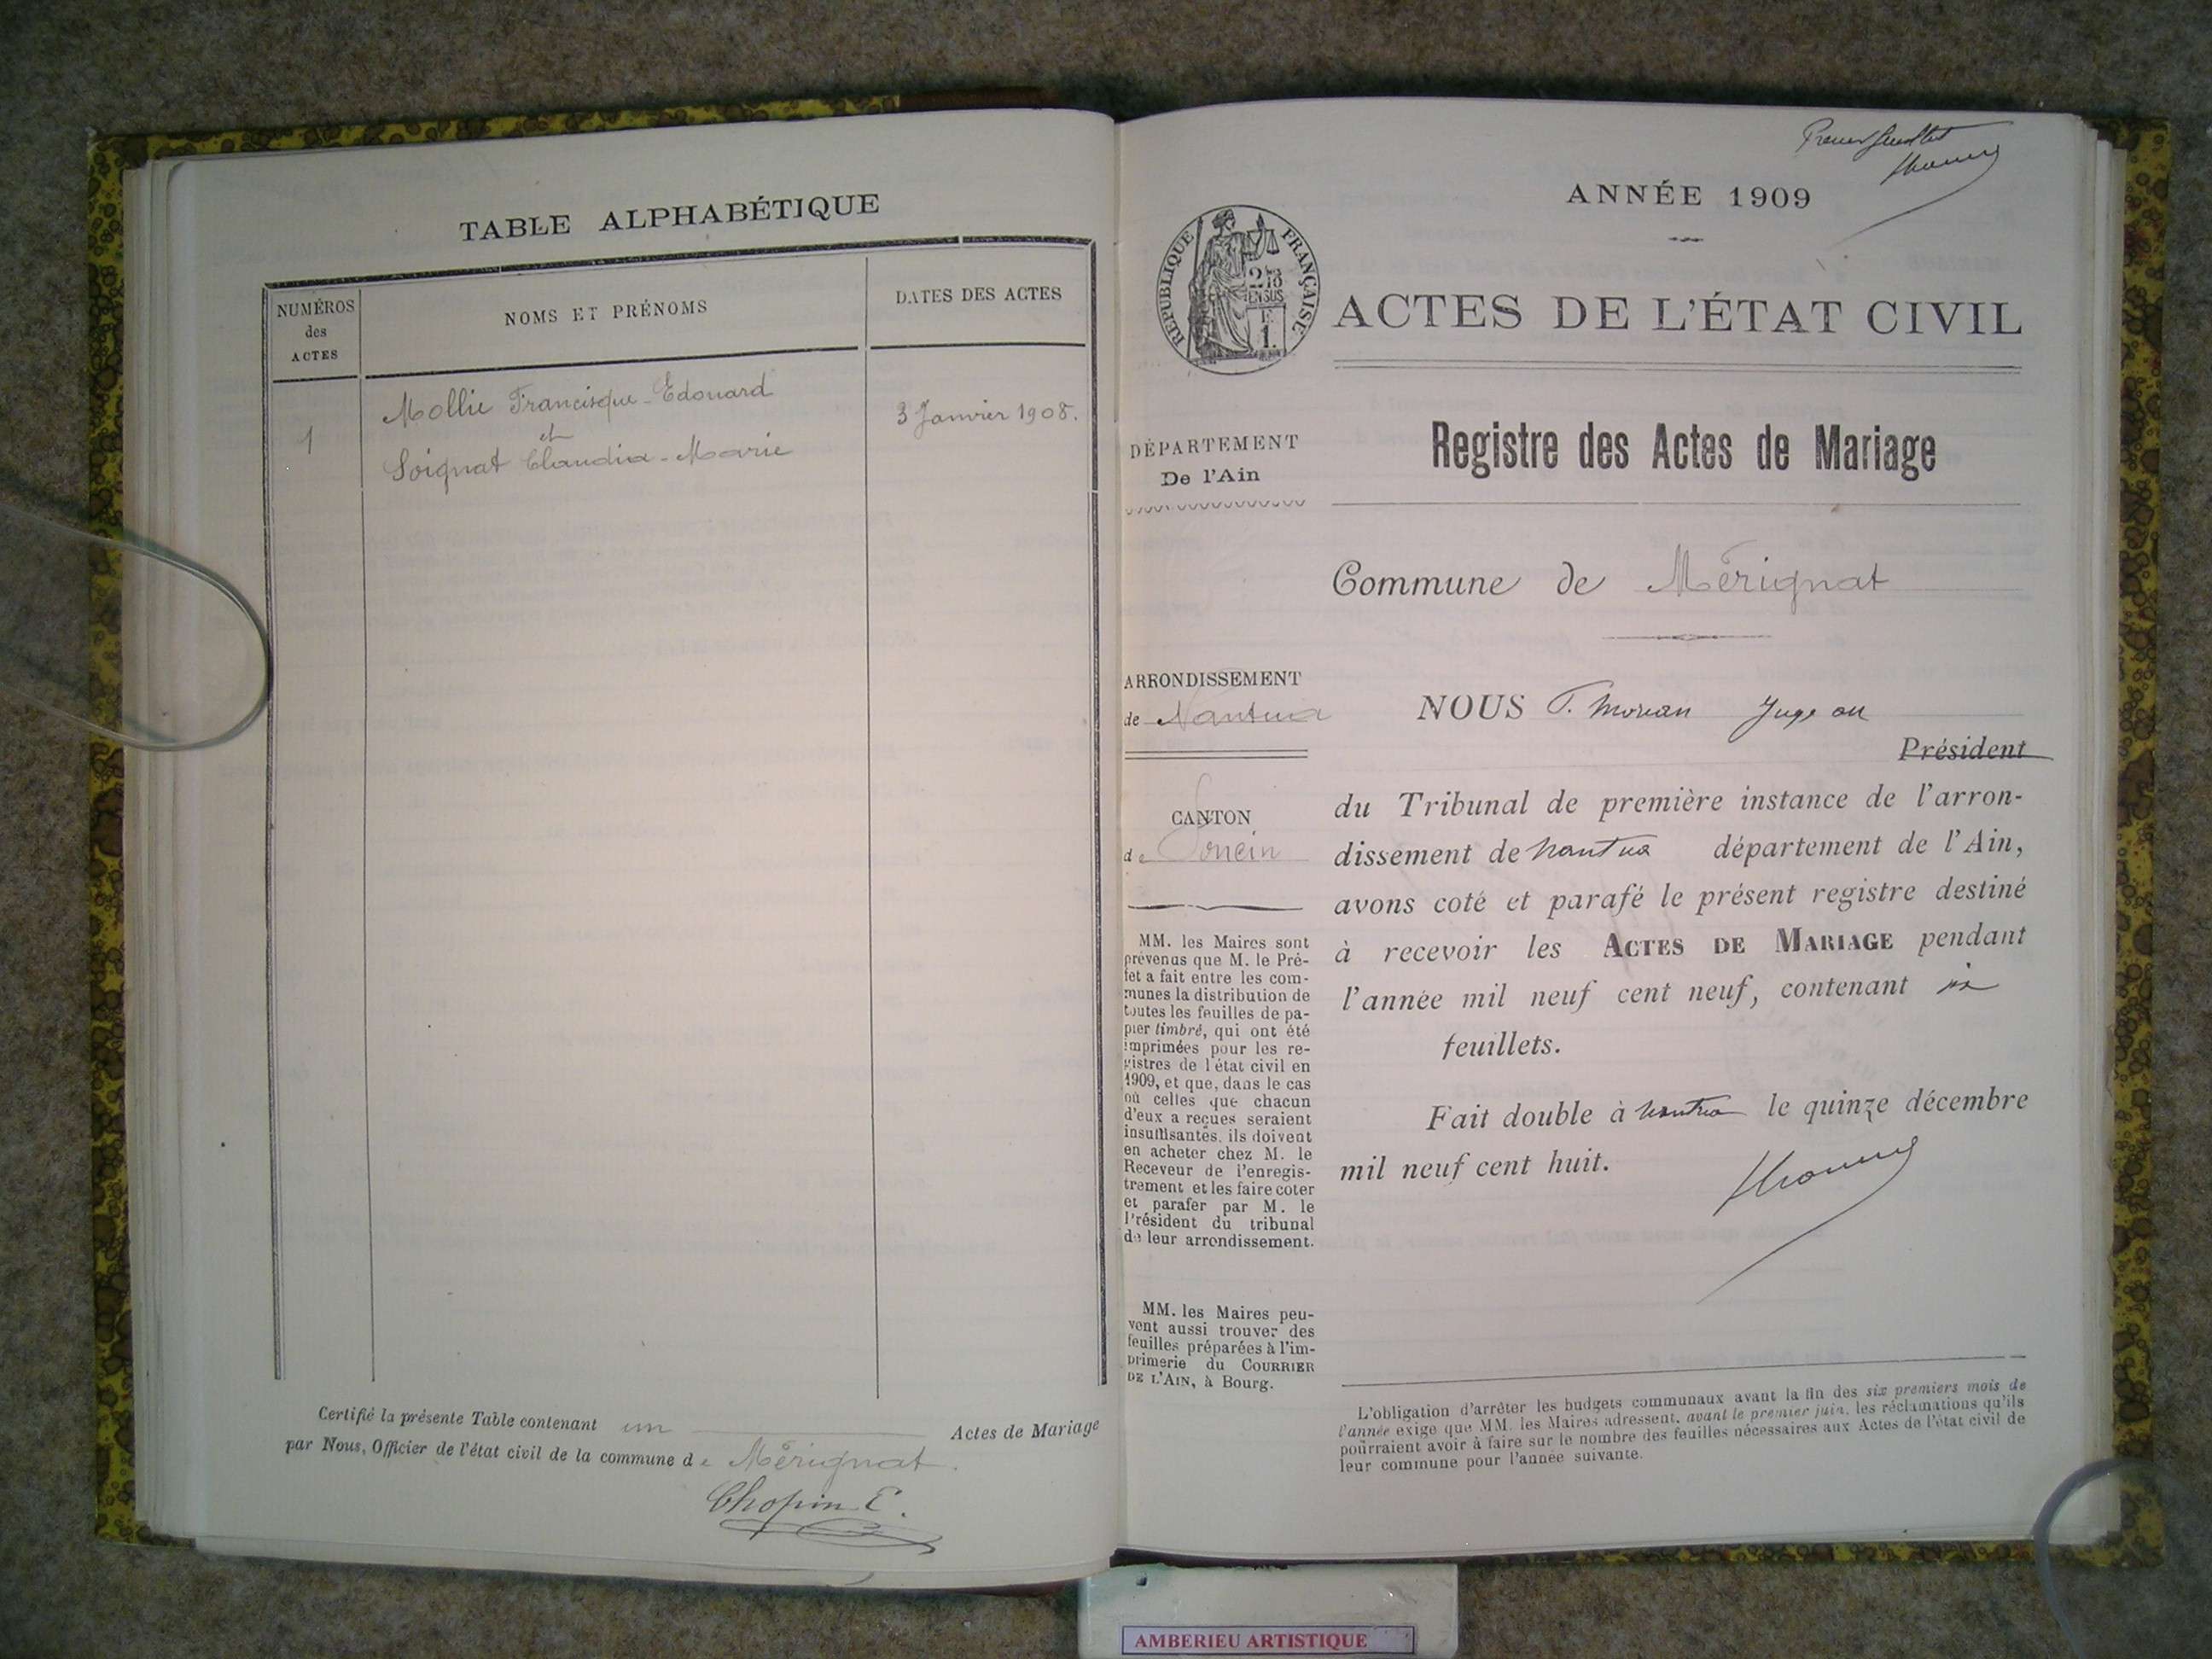 TABLE ALPHABÉTIQUE
NUMÉROS
des
ACTES
NOMS ET PRÉNOMS
DATES DES ACTES
1
Mollie Francisque-Edouard
et
Soignat Claudia-Marie
3 Janvier 1908.
Certifié la présente Table contenant un Actes de Mariage
par Nous, Officier de l'état civil de la commune de Mérignat.
Chopin E.
Premier feuillet
ANNÉE 1909
RÉPUBLIQUE FRANÇAISE
2/10
EN SUS
1.
ACTES DE L'ÉTAT CIVIL
DÉPARTEMENT
De l'Ain
Registre des Actes de Mariage
Commune de Mérignat
ARRONDISSEMENT
de Nantua
CANTON
de Poncin
MM. les Maires sont
prévenus que M. le Pré-
fet a fait entre les com-
munes la distribution de
toutes les feuilles de pa-
pier timbré, qui ont été
imprimées pour les re-
gistres de l'état civil en
1909, et que, dans le cas
où celles que chacun
d'eux a reçues seraient
insuffisantes, ils doivent
en acheter chez M. le
Receveur de l'enregis-
trement et les faire coter
et parafer par M. le
Président du tribunal
de leur arrondissement.
MM. les Maires peu-
vent aussi trouver des
feuilles préparées à l'im-
primerie du COURRIER
DE L'AIN, à Bourg.
NOUS Juge au
Président
du Tribunal de première instance de l'arron-
dissement de Nantua département de l'Ain,
avons coté et parafé le présent registre destiné
à recevoir les ACTES DE MARIAGE pendant
l'année mil neuf cent neuf, contenant six
feuillets.
Fait double à Nantua le quinze décembre
mil neuf cent huit.
L'obligation d'arrêter les budgets communaux avant la fin des six premiers mois de
l'année exige que MM. les Maires adressent, avant le premier juin, les réclamations qu'ils
pourraient avoir à faire sur le nombre des feuilles nécessaires aux Actes de l'état civil de
leur commune pour l'année suivante.
AMBERIEU ARTISTIQUE